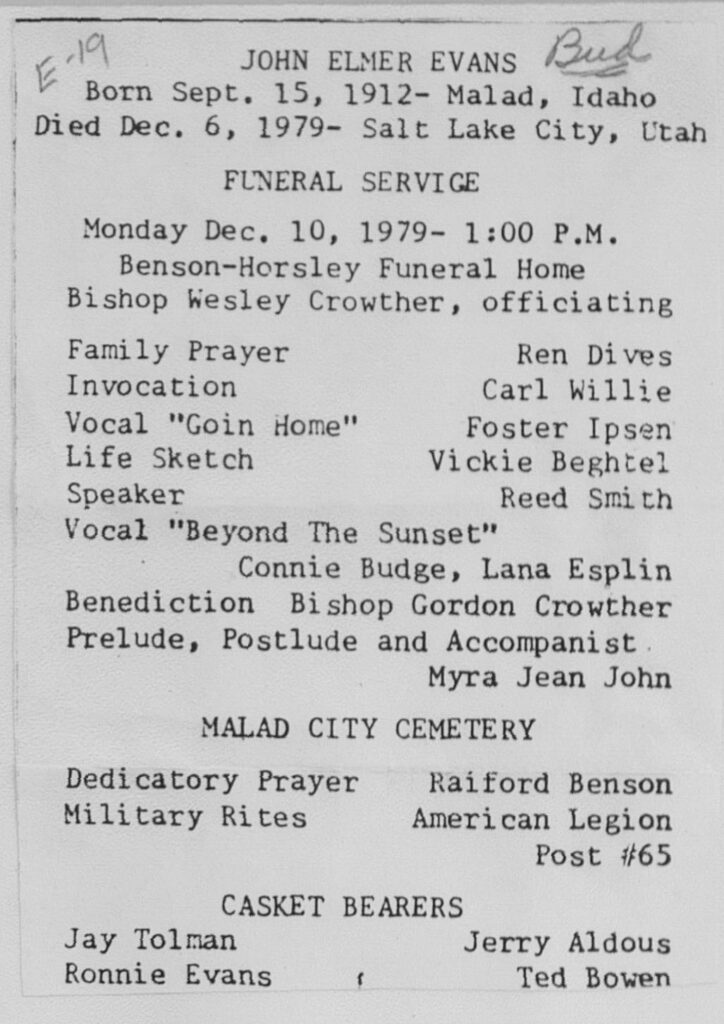 E-19
JOHN ELMER EVANS Bud
Born Sept. 15, 1912- Malad, Idaho
Died Dec. 6, 1979- Salt Lake City, Utah
FUNERAL SERVICE
Monday Dec. 10, 1979- 1:00 P.M.
Benson-Horsley Funeral Home
Bishop Wesley Crowther, officiating
Family Prayer Ren Dives
Invocation Carl Willie
Vocal "Goin Home" Foster Ipsen
Life Sketch Vickie Beghtel
Speaker Reed Smith
Vocal "Beyond The Sunset"
Connie Budge, Lana Esplin
Benediction Bishop Gordon Crowther
Prelude, Postlude and Accompanist
Myra Jean John
MALAD CITY CEMETERY
Dedicatory Prayer Raiford Benson
Military Rites American Legion
Post #65
CASKET BEARERS
Jay Tolman Jerry Aldous
Ronnie Evans Ted Bowen